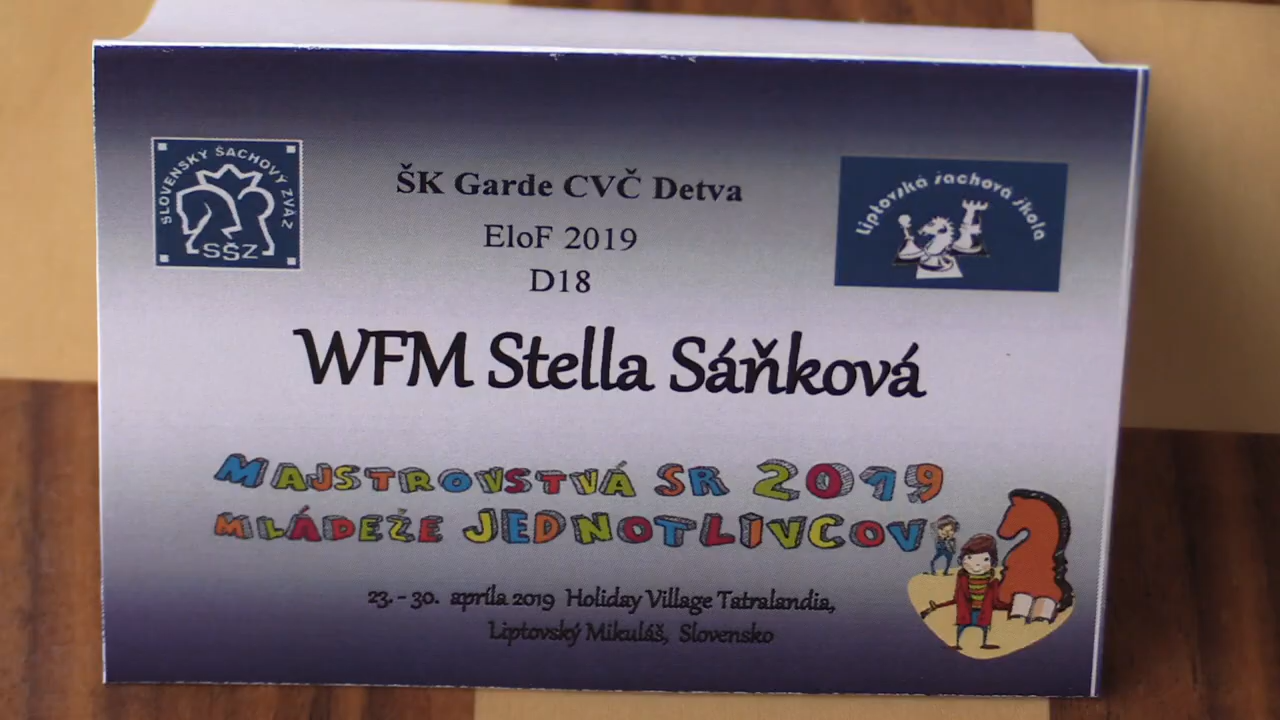 SLOVENSKÝ ŠACHOVÝ ZVÄZ
SŠZ
Liptovská šachová škola
ŠK Garde CVČ Detva
EloF 2019
D18
WFM Stella Sáňková
MAJSTROVSTVÁ SR 2019
MLÁDEŽE JEDNOTLIVCOV
23. - 30. apríla 2019 Holiday Village Tatralandia,
Liptovský Mikuláš, Slovensko